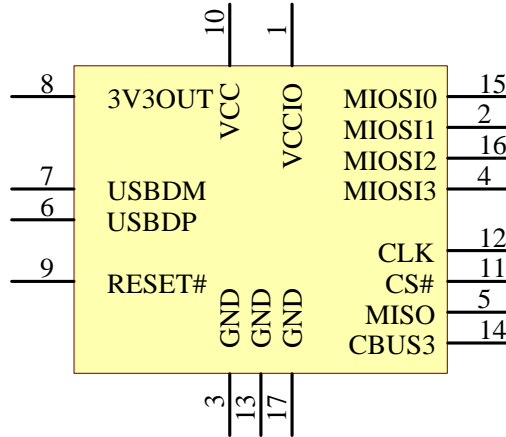 10 1
8 3V3OUT VCC VCCIO MIOSI0 15
MIOSI1 2
MIOSI2 16
7 USBDM MIOSI3 4
6 USBDP
CLK 12
9 RESET# CS# 11
GND GND GND MISO 5
CBUS3 14
3 13 17